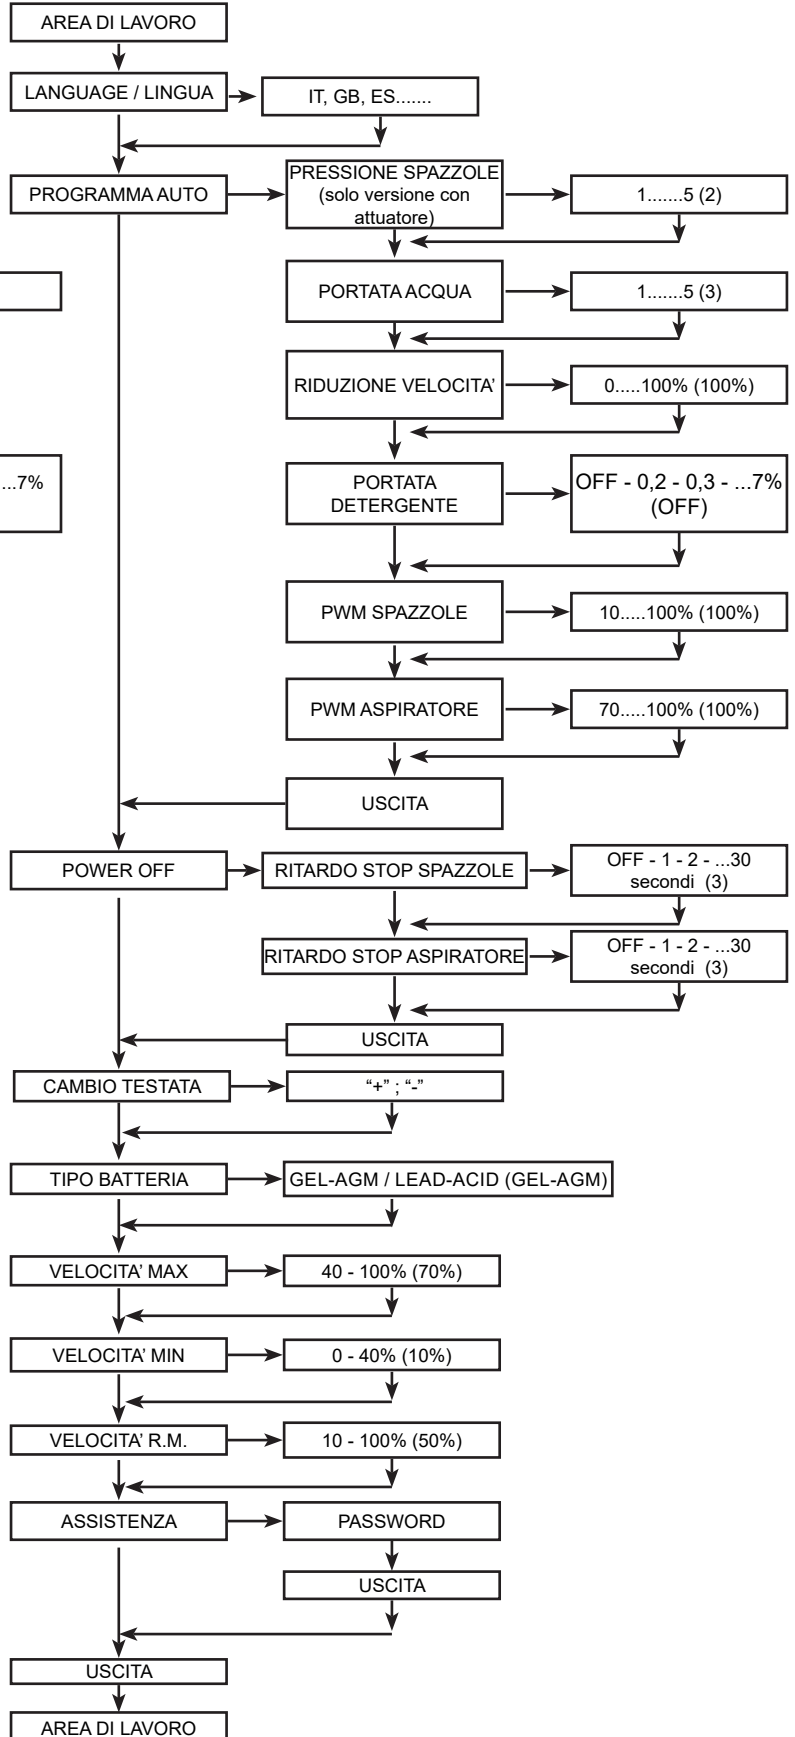 AREA DI LAVORO
LANGUAGE / LINGUA
IT, GB, ES.......
PROGRAMMA AUTO
PRESSIONE SPAZZOLE
(solo versione con
attuatore)
1.......5 (2)
PORTATA ACQUA
1.......5 (3)
RIDUZIONE VELOCITA’
0.....100% (100%)
...7%
PORTATA
DETERGENTE
OFF - 0,2 - 0,3 - ...7%
(OFF)
PWM SPAZZOLE
10.....100% (100%)
PWM ASPIRATORE
70.....100% (100%)
USCITA
POWER OFF
RITARDO STOP SPAZZOLE
OFF - 1 - 2 - ...30
secondi (3)
RITARDO STOP ASPIRATORE
OFF - 1 - 2 - ...30
secondi (3)
USCITA
CAMBIO TESTATA
“+” ; “-”
TIPO BATTERIA
GEL-AGM / LEAD-ACID (GEL-AGM)
VELOCITA’ MAX
40 - 100% (70%)
VELOCITA’ MIN
0 - 40% (10%)
VELOCITA’ R.M.
10 - 100% (50%)
ASSISTENZA
PASSWORD
USCITA
USCITA
AREA DI LAVORO